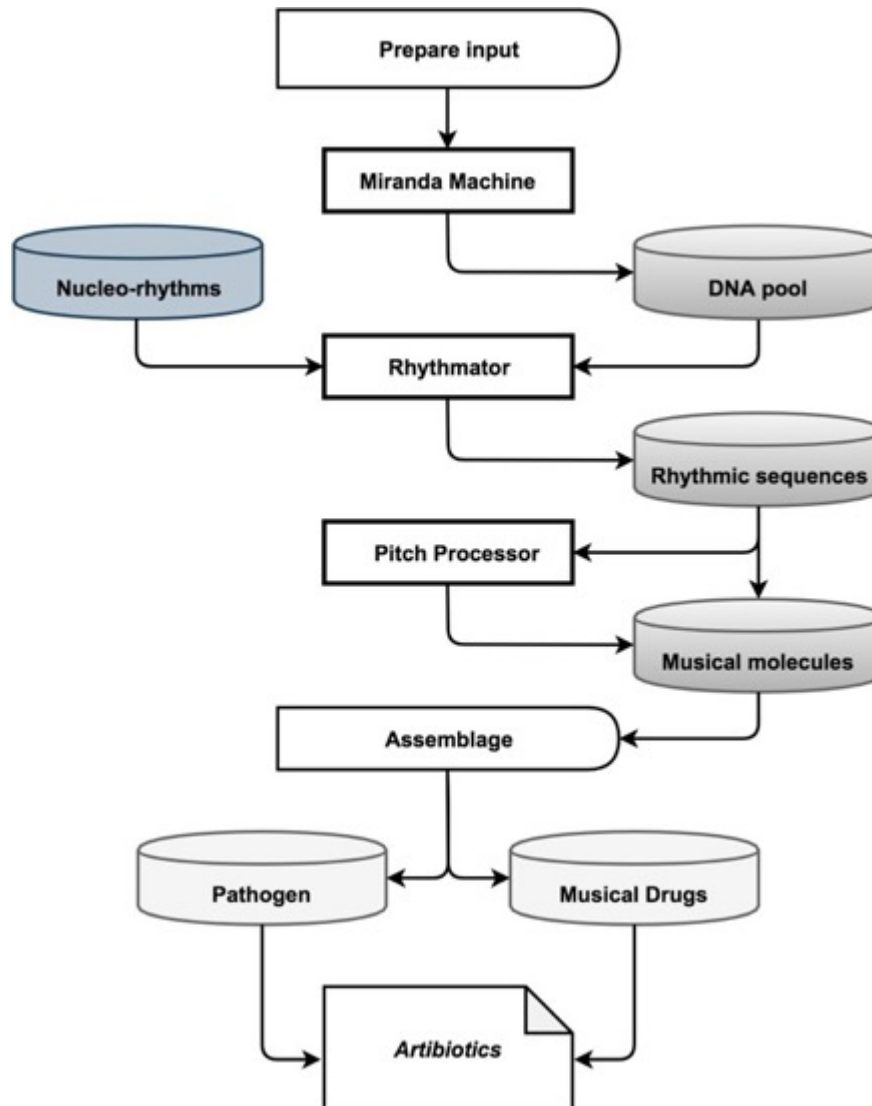 Prepare input
Miranda Machine
Nucleo-rhythms
DNA pool
Rhythmator
Rhythmic sequences
Pitch Processor
Musical molecules
Assemblage
Pathogen
Musical Drugs
Artibiotics